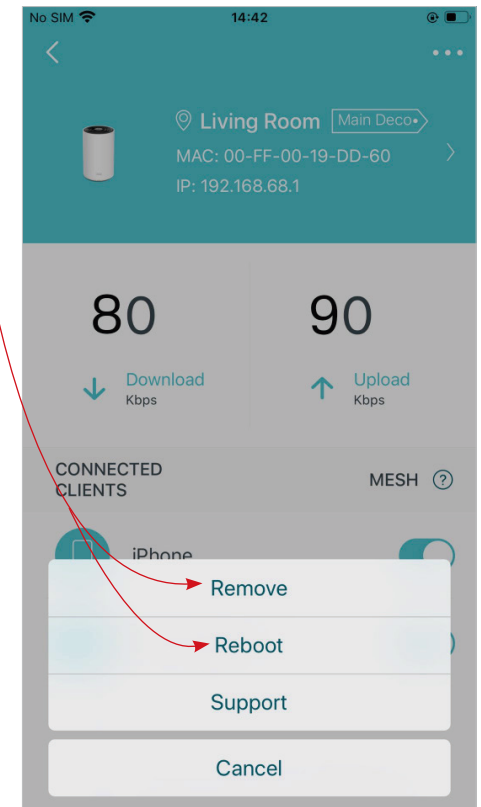 No SIM 14:42
Living Room Main Deco
MAC: 00-FF-00-19-DD-60
IP: 192.168.68.1
80 90
Download Upload
Kbps Kbps
CONNECTED
CLIENTS MESH ?
iPhone
Remove
Reboot
Support
Cancel